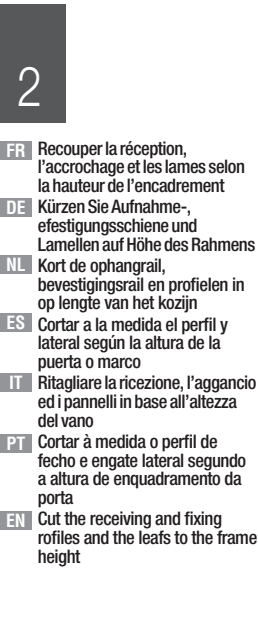 2
FR Recouper la réception,
l'accrochage et les lames selon
la hauteur de l'encadrement
DE Kürzen Sie Aufnahme-,
efestigungsschiene und
Lamellen auf Höhe des Rahmens
NL Kort de ophangrail,
bevestigingsrail en profielen in
op lengte van het kozijn
ES Cortar a la medida el perfil y
lateral según la altura de la
puerta o marco
IT Ritagliare la ricezione, l'aggancio
ed i pannelli in base all'altezza
del vano
PT Cortar à medida o perfil de
fecho e engate lateral segundo
a altura de enquadramento da
porta
EN Cut the receiving and fixing
rofiles and the leafs to the frame
height